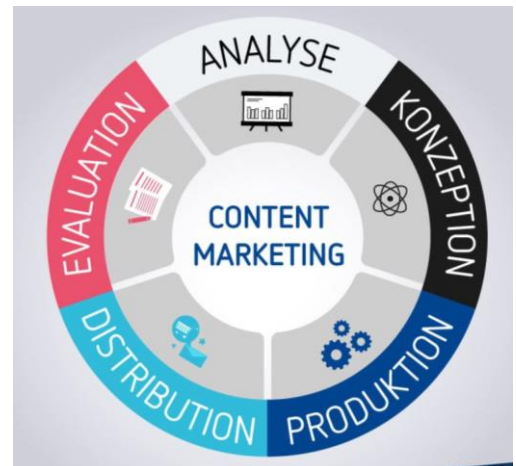 ANALYSE
KONZEPTION
PRODUKTION
DISTRIBUTION
EVALUATION
CONTENT
MARKETING